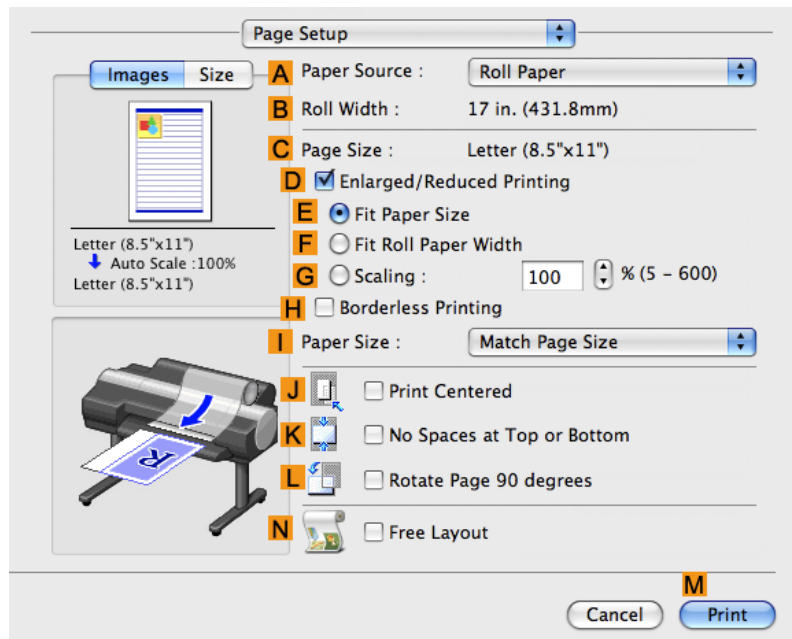 Page Setup
Images Size
A Paper Source : Roll Paper
B Roll Width : 17 in. (431.8mm)
C Page Size : Letter (8.5"x11")
D Enlarged/Reduced Printing
E Fit Paper Size
F Fit Roll Paper Width
G Scaling : 100 % (5 - 600)
Letter (8.5"x11")
Auto Scale :100%
Letter (8.5"x11")
H Borderless Printing
I Paper Size : Match Page Size
J Print Centered
K No Spaces at Top or Bottom
L Rotate Page 90 degrees
R
N Free Layout
M
Cancel Print